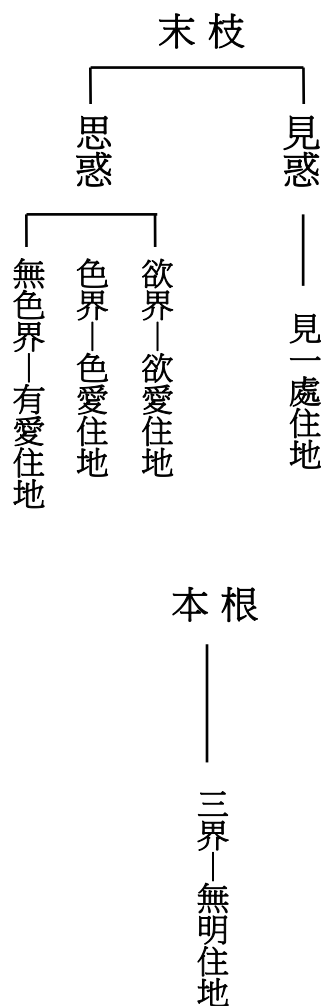 枝末
見惑
見一處住地
思惑
欲界—欲愛住地
色界—色愛住地
無色界—有愛住地
根本
三界—無明住地